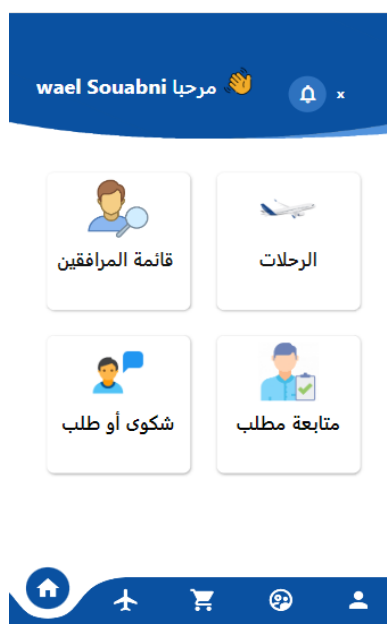 مرحبا wael Souabni
x
الرحلات
قائمة المرافقين
متابعة مطلب
شكوى أو طلب